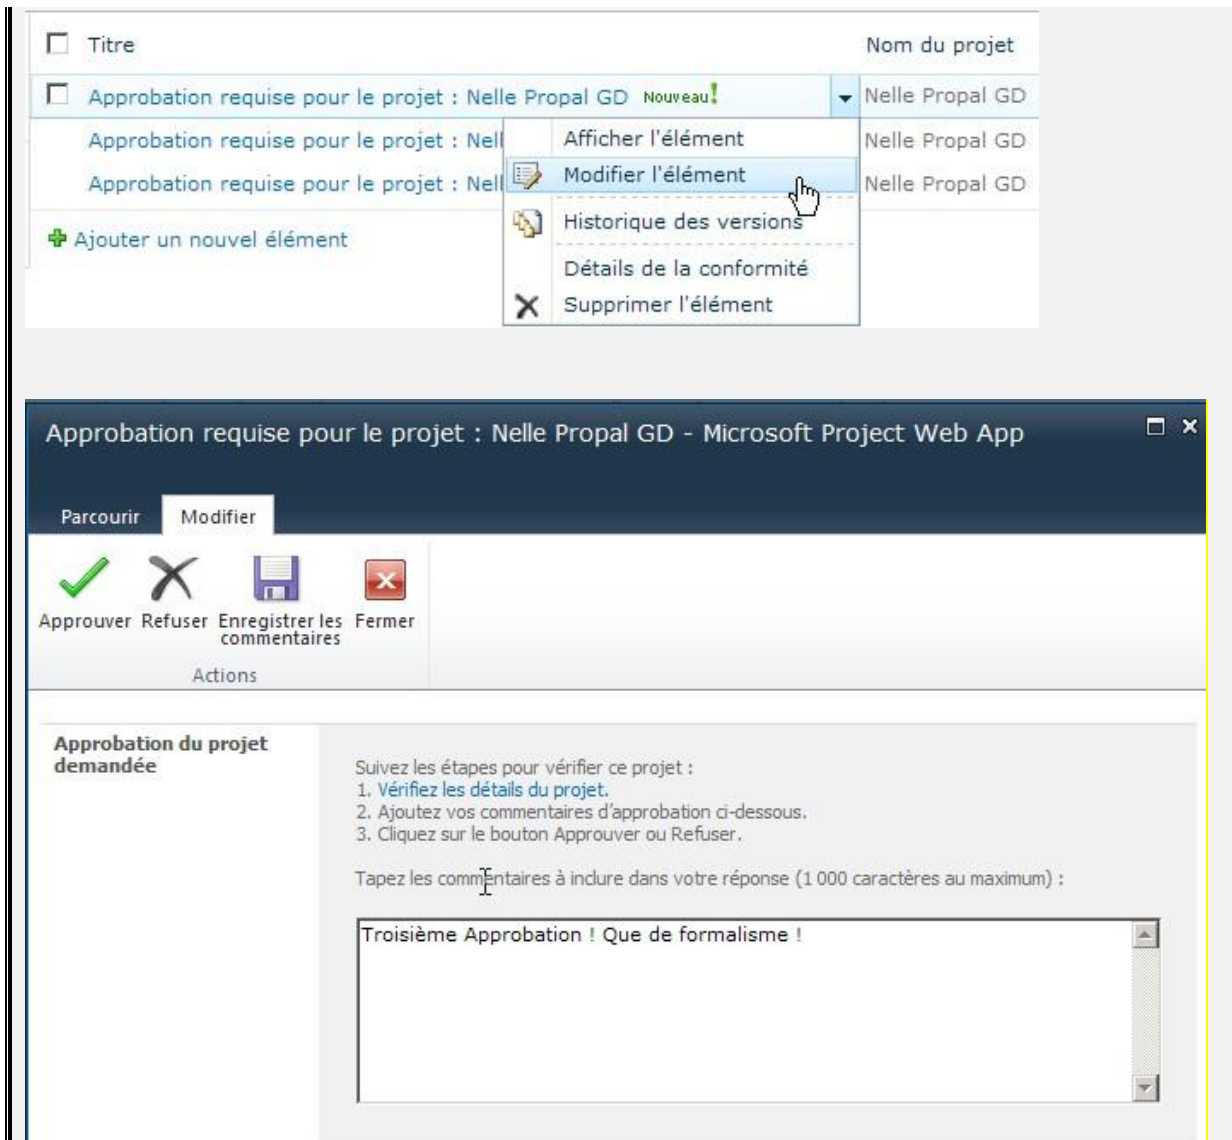 Titre Nom du projet
Approbation requise pour le projet : Nelle Propal GD Nouveau! Nelle Propal GD
Approbation requise pour le projet : Nell Nelle Propal GD
Approbation requise pour le projet : Nell Nelle Propal GD
Ajouter un nouvel élément
Afficher l'élément
Modifier l'élément
Historique des versions
Détails de la conformité
Supprimer l'élément
Approbation requise pour le projet : Nelle Propal GD - Microsoft Project Web App
Parcourir Modifier
Approuver Refuser Enregistrer les commentaires Fermer
Actions
Approbation du projet
demandée
Suivez les étapes pour vérifier ce projet :
1. Vérifiez les détails du projet.
2. Ajoutez vos commentaires d'approbation ci-dessous.
3. Cliquez sur le bouton Approuver ou Refuser.
Tapez les commentaires à inclure dans votre réponse (1 000 caractères au maximum) :
Troisième Approbation ! Que de formalisme !